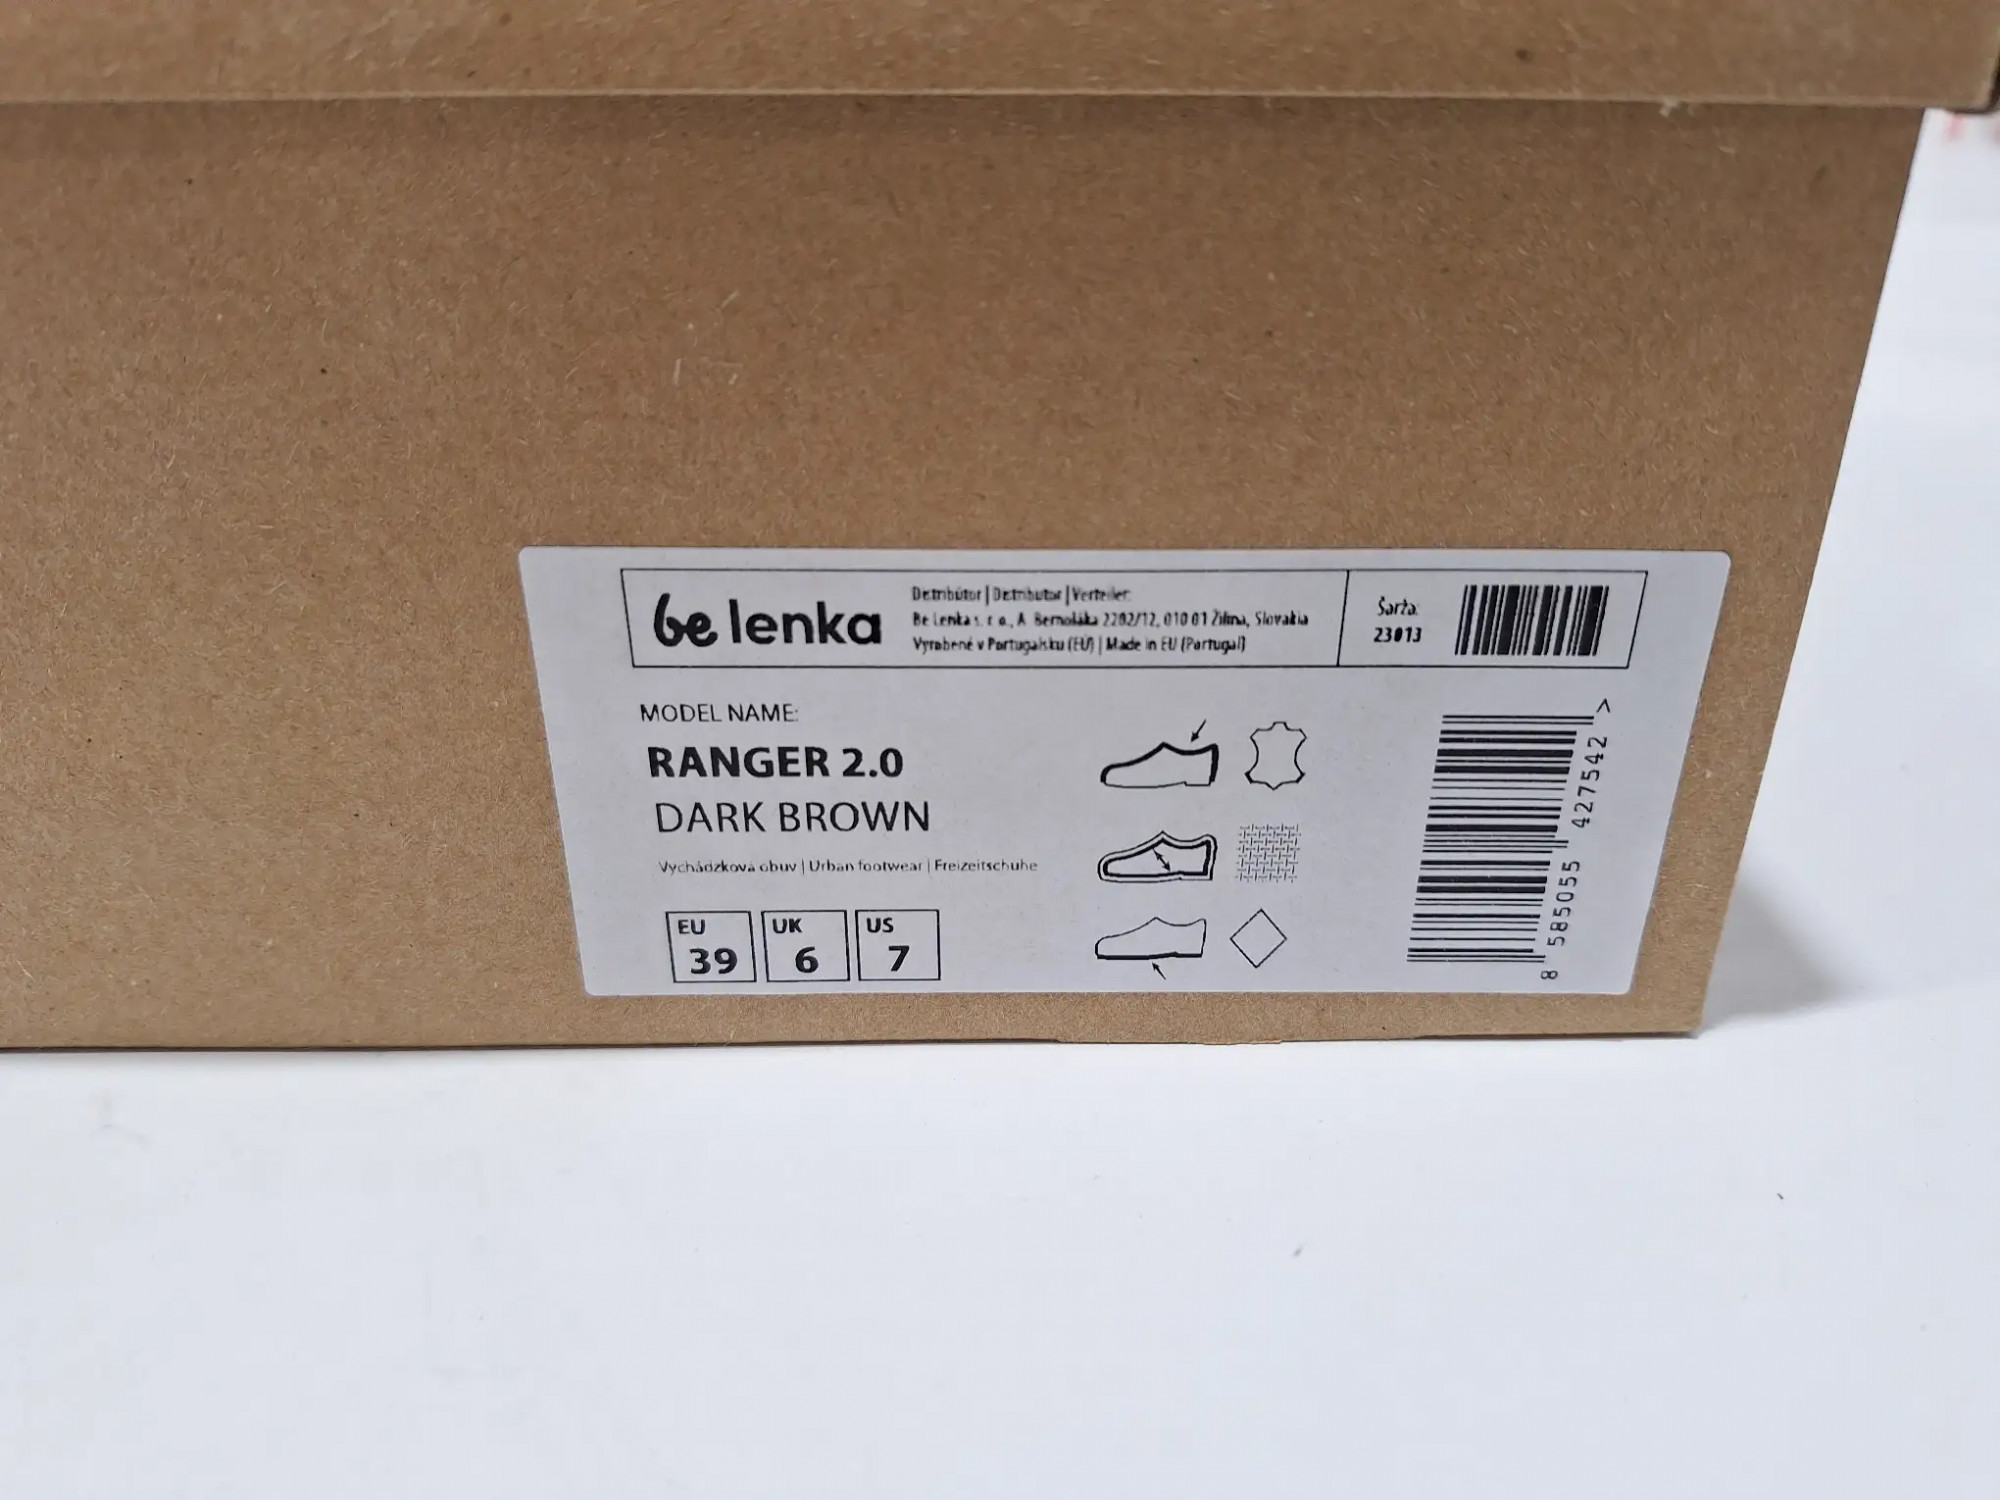 be lenka
Distribútor | Distributor | Verteiler:
Be Lenka s. r. o., A. Bernoláka 2202/12, 010 01 Žilina, Slovakia
Vyrobené v Portugalsku (EÚ) | Made in EU (Portugal)
Šarža:
23013
MODEL NAME:
RANGER 2.0
DARK BROWN
Vychádzková obuv | Urban footwear | Freizeitschuhe
EU UK US
39 6 7
8 585055 427542 >